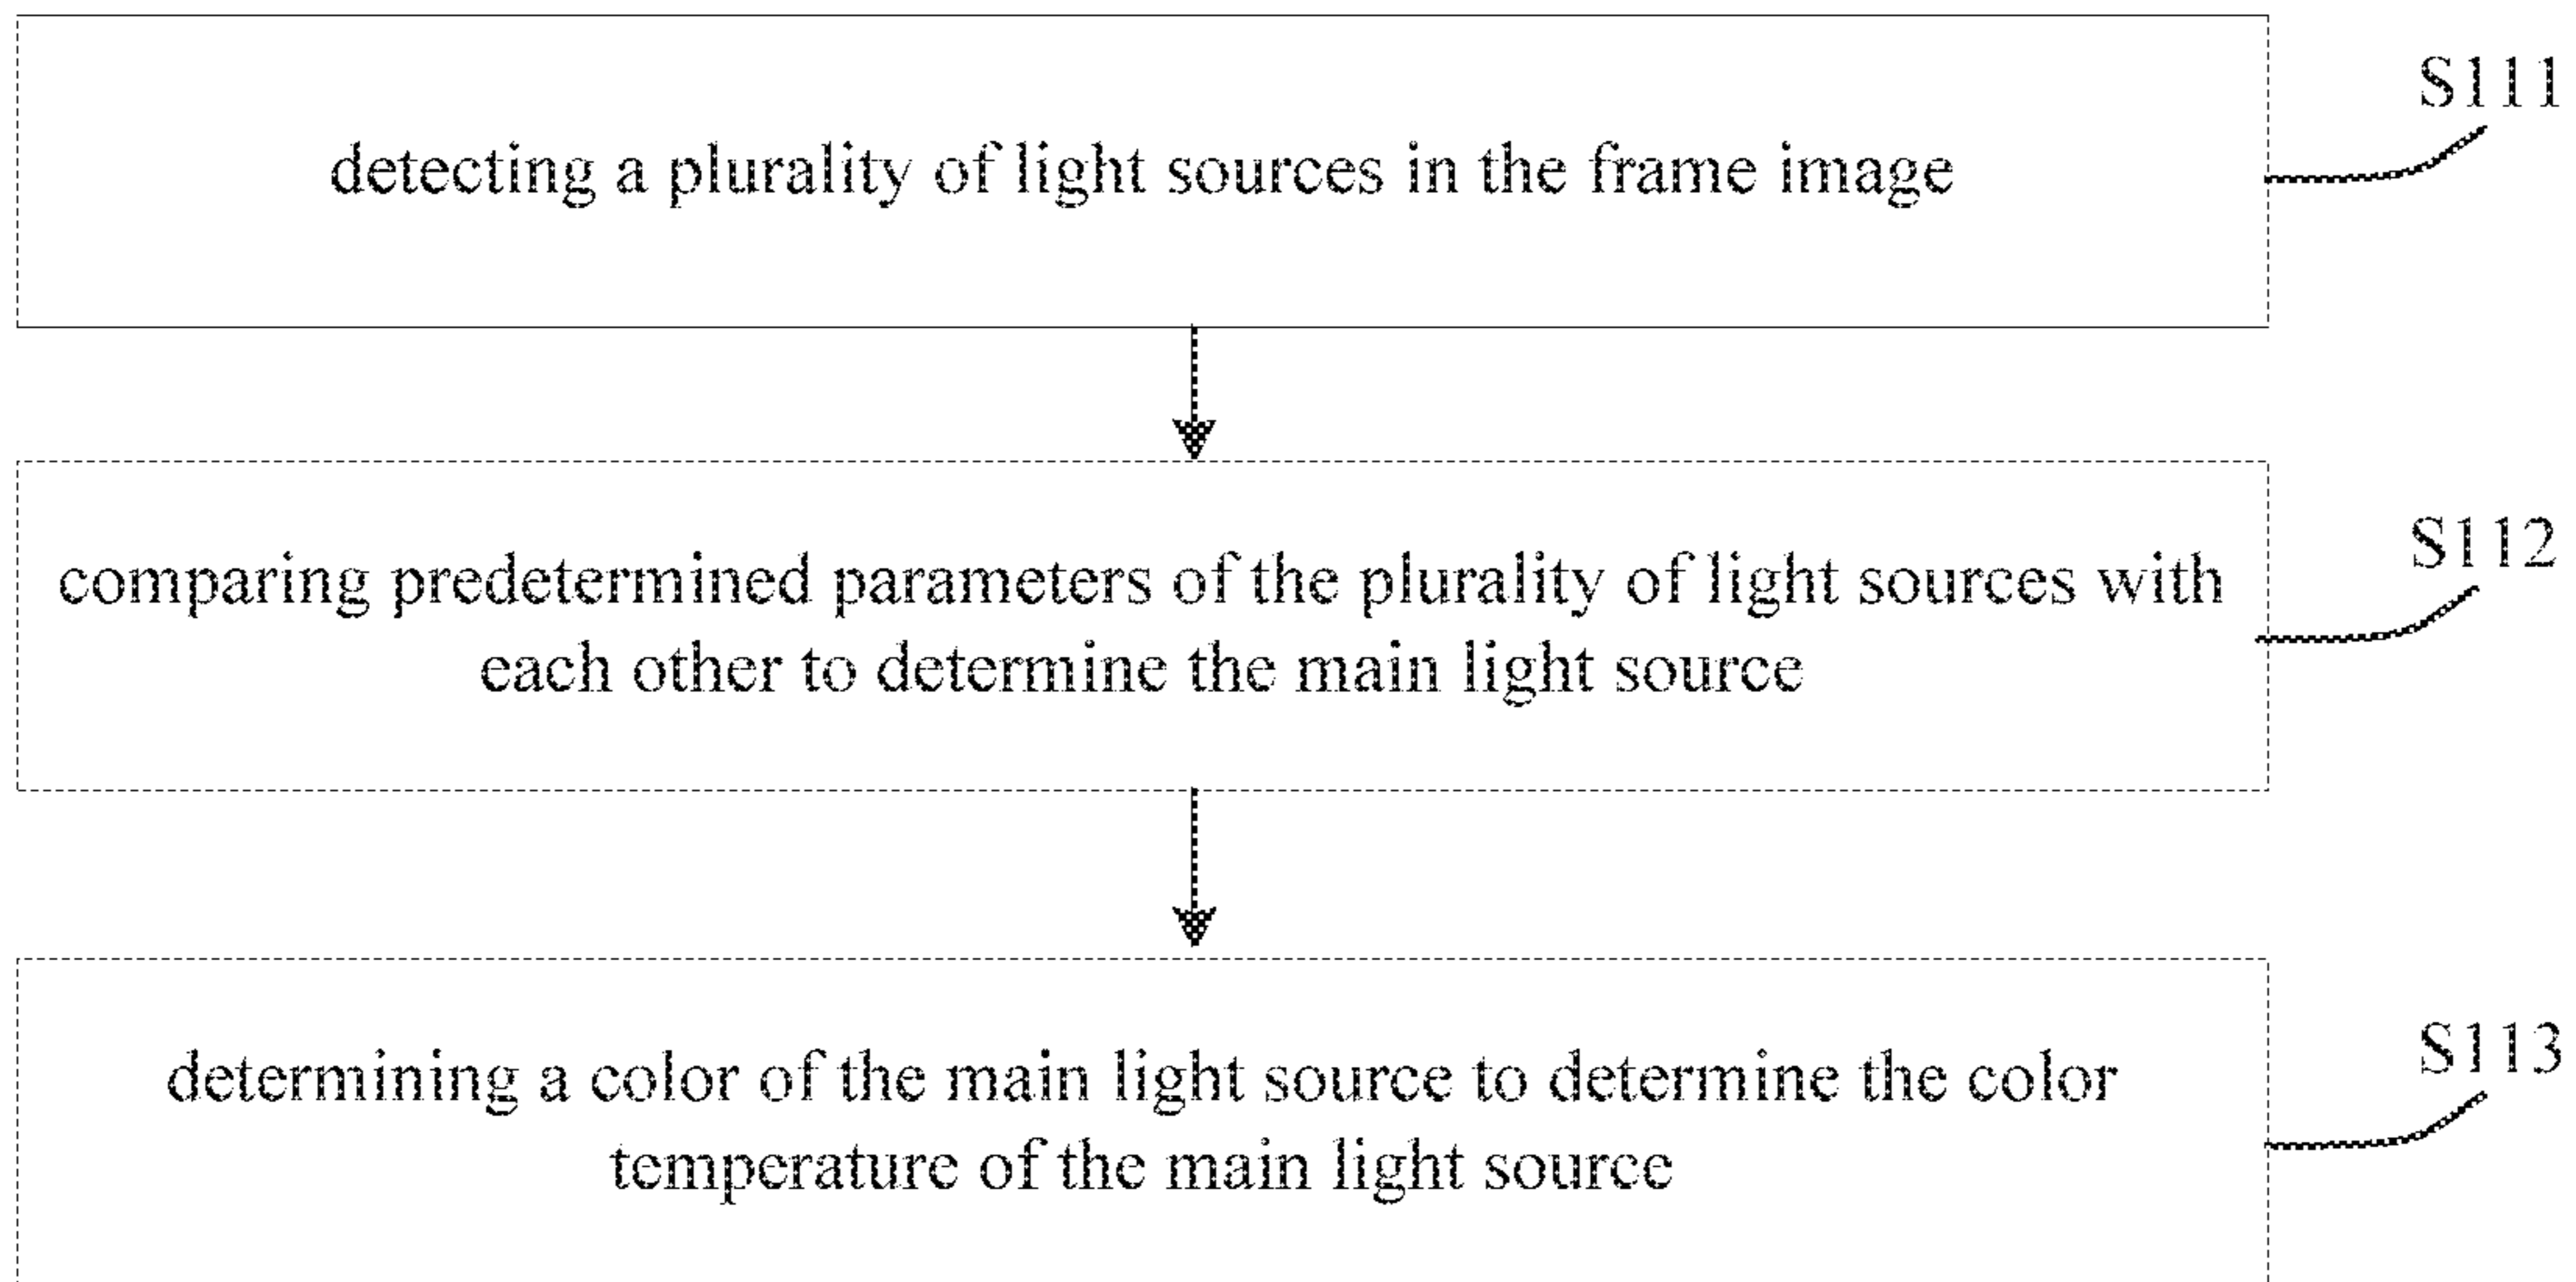 S111
detecting a plurality of light sources in the frame image
S112
comparing predetermined parameters of the plurality of light sources with
each other to determine the main light source
S113
determining a color of the main light source to determine the color
temperature of the main light source